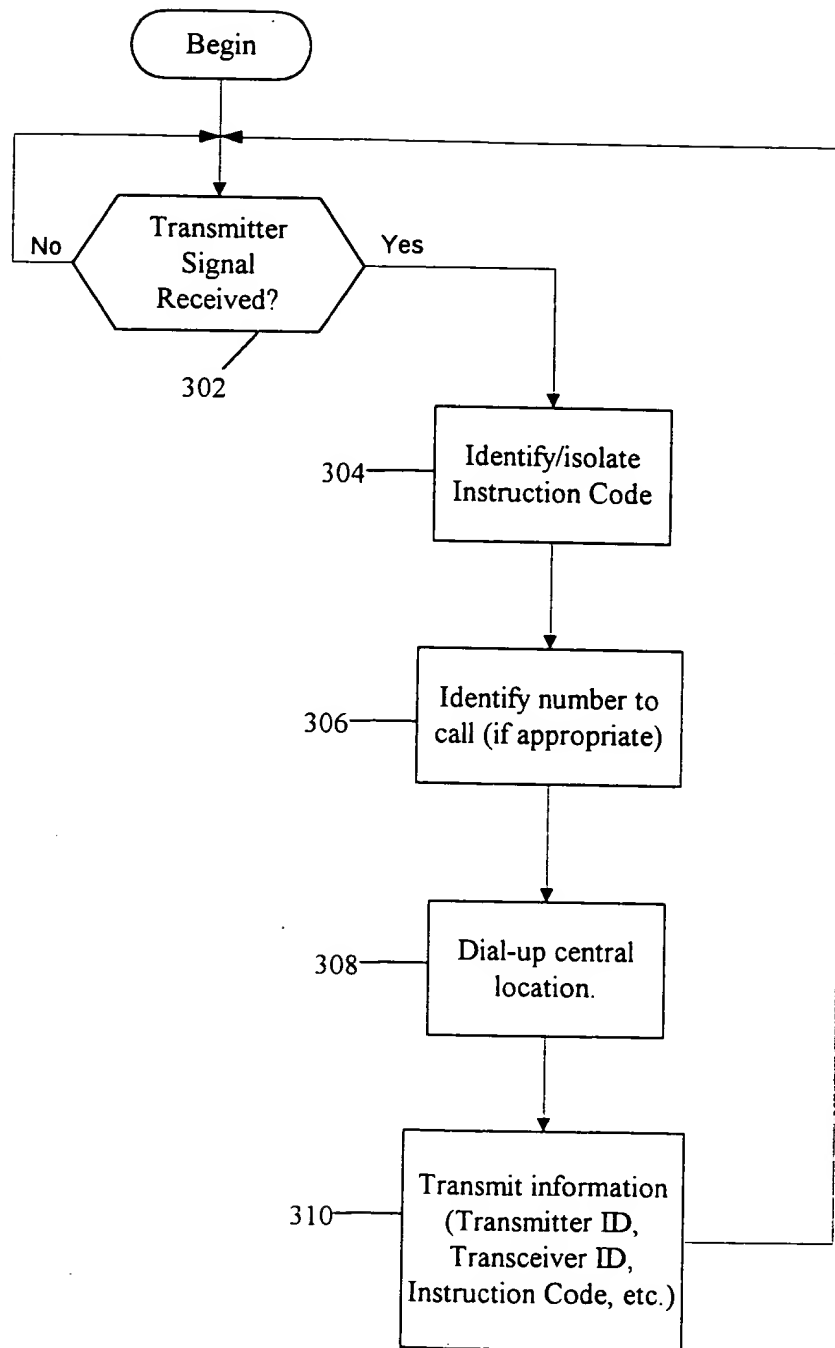 Begin
Transmitter
Signal
Received?
No
Yes
302
304
Identify/isolate
Instruction Code
306
Identify number to
call (if appropriate)
308
Dial-up central
location.
310
Transmit information
(Transmitter ID,
Transceiver ID,
Instruction Code, etc.)